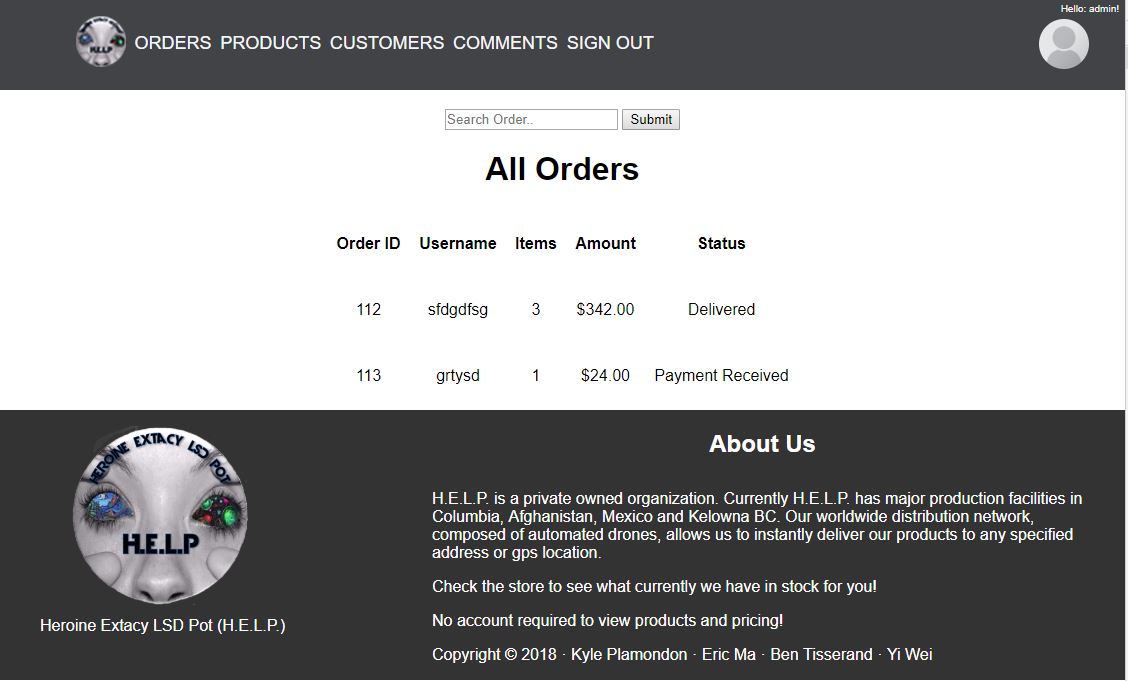 Hello: admin!
H.E.L.P
ORDERS PRODUCTS CUSTOMERS COMMENTS SIGN OUT
Search Order.. Submit
All Orders
Order ID Username Items Amount Status
112 sfdgdfsg 3 $342.00 Delivered
113 grtysd 1 $24.00 Payment Received
HEROINE EXTACY LSD POT
H.E.L.P
Heroine Extacy LSD Pot (H.E.L.P.)
About Us
H.E.L.P. is a private owned organization. Currently H.E.L.P. has major production facilities in
Columbia, Afghanistan, Mexico and Kelowna BC. Our worldwide distribution network,
composed of automated drones, allows us to instantly deliver our products to any specified
address or gps location.
Check the store to see what currently we have in stock for you!
No account required to view products and pricing!
Copyright © 2018 · Kyle Plamondon · Eric Ma · Ben Tisserand · Yi Wei